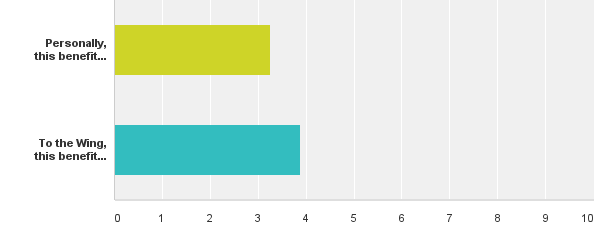 Personally,
this benefit...
To the Wing,
this benefit...
0 1 2 3 4 5 6 7 8 9 10